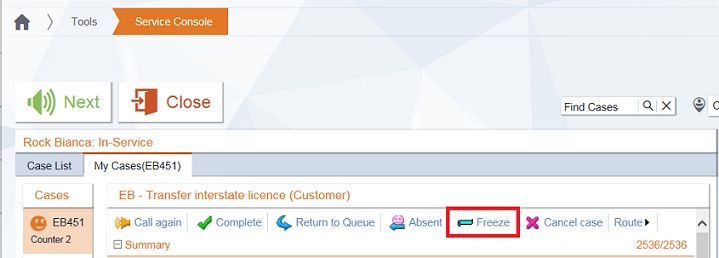 Tools
Service Console
Next
Close
Find Cases
Rock Bianca: In-Service
Case List
My Cases(EB451)
Cases
EB - Transfer interstate licence (Customer)
EB451
Counter 2
Call again
Complete
Return to Queue
Absent
Freeze
Cancel case
Route
Summary
2536/2536